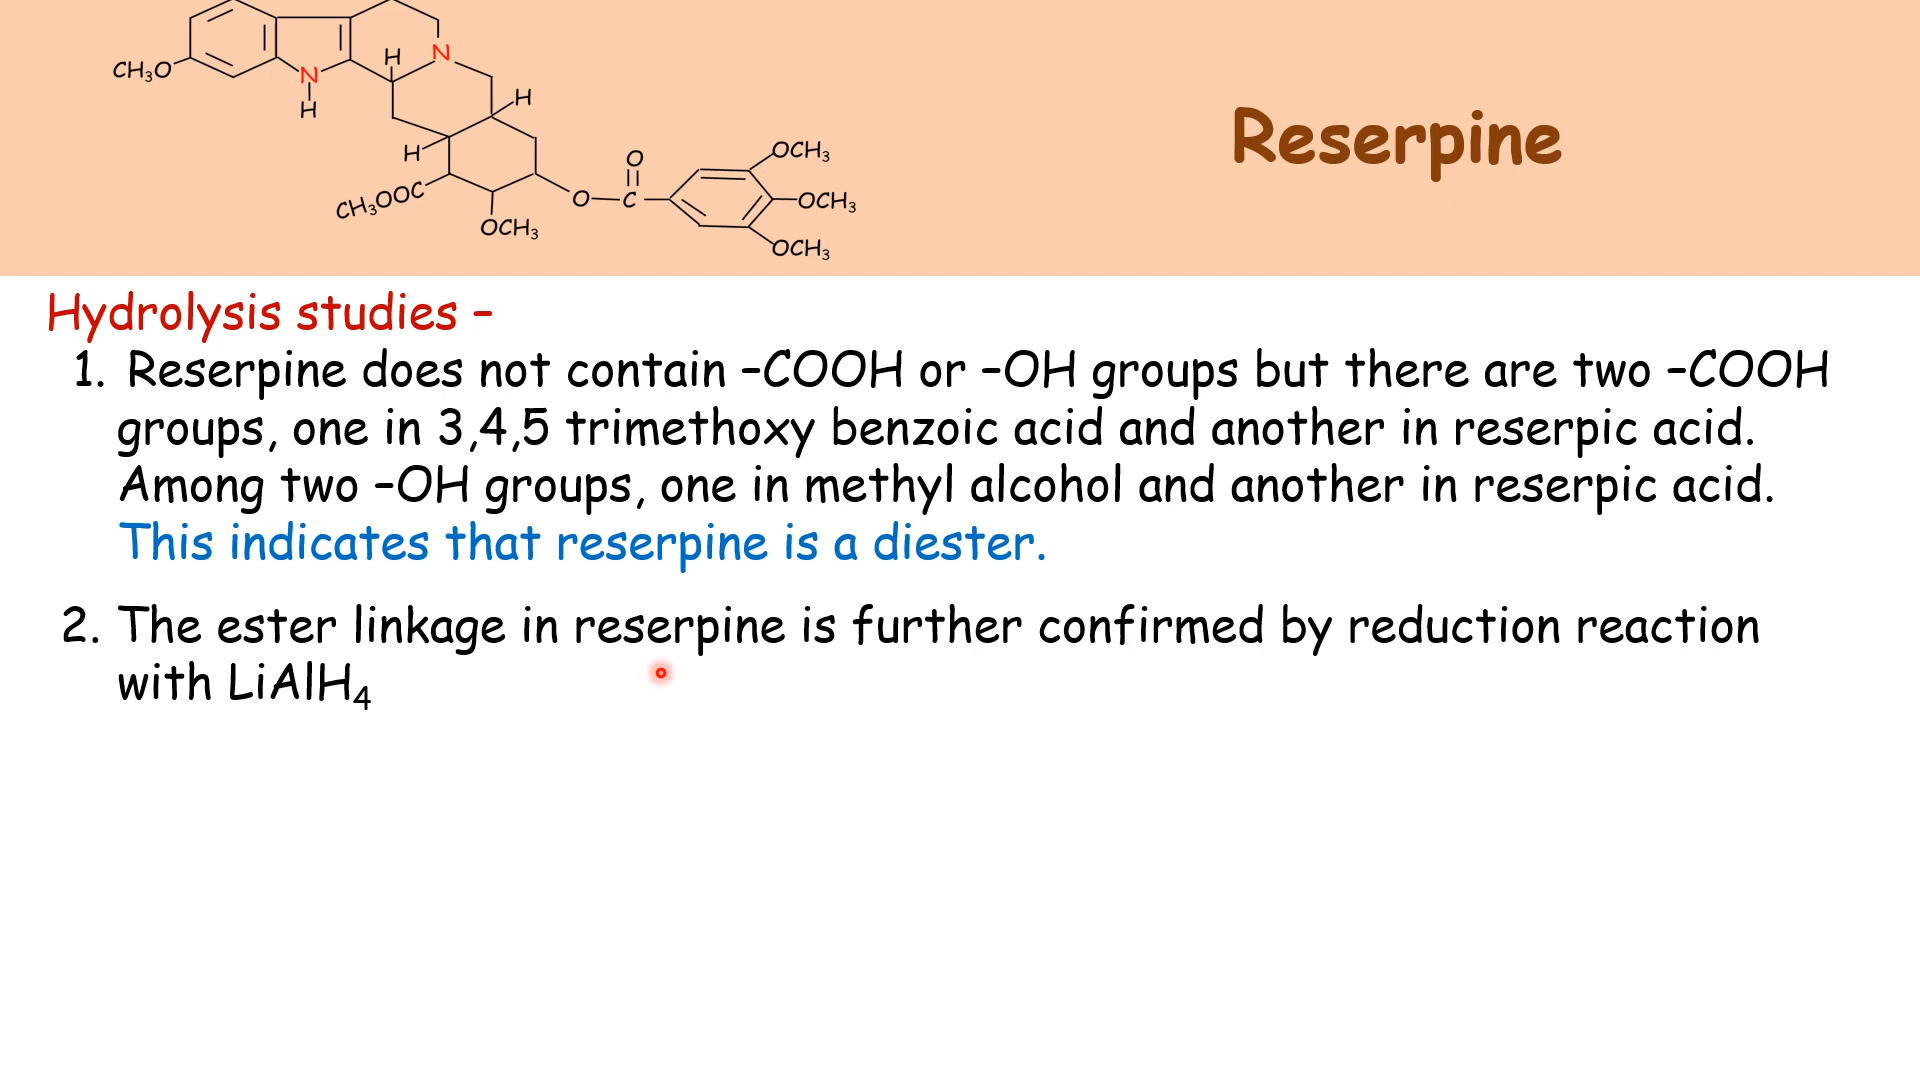 CH₃O
N
H
H
N
H
H
CH₃OOC
OCH₃
O
O
C
OCH₃
OCH₃
OCH₃
Reserpine
Hydrolysis studies –
1. Reserpine does not contain –COOH or –OH groups but there are two –COOH
groups, one in 3,4,5 trimethoxy benzoic acid and another in reserpic acid.
Among two –OH groups, one in methyl alcohol and another in reserpic acid.
This indicates that reserpine is a diester.
2. The ester linkage in reserpine is further confirmed by reduction reaction
with LiAlH₄